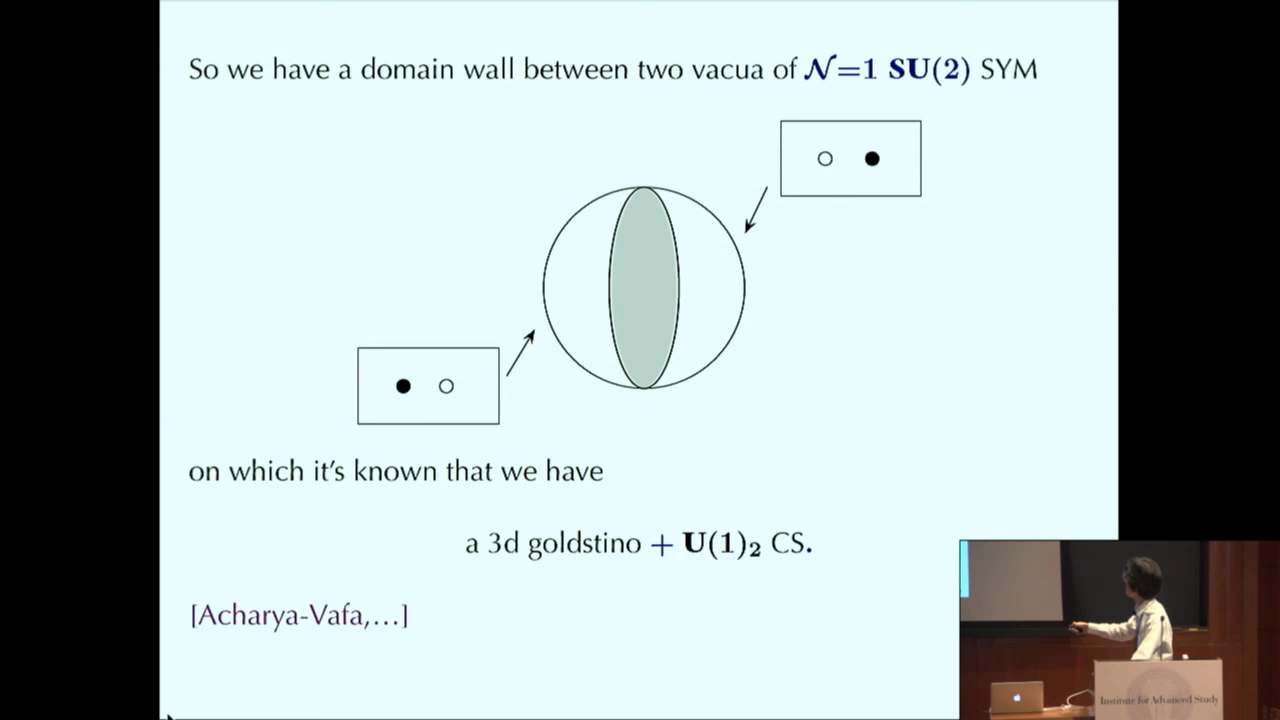 So we have a domain wall between two vacua of 𝒩=1 SU(2) SYM
on which it's known that we have
a 3d goldstino + U(1)₂ CS.
[Acharya-Vafa,…]
Institute for Advanced Study